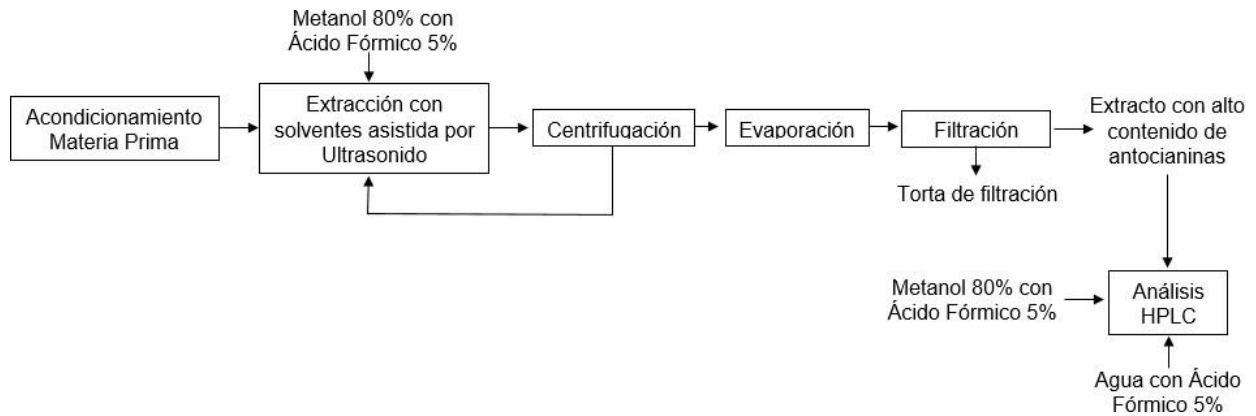 Metanol 80% con
Ácido Fórmico 5%
Acondicionamiento
Materia Prima
Extracción con
solventes asistida por
Ultrasonido
Centrifugación
Evaporación
Filtración
Extracto con alto
contenido de
antocianinas
Torta de filtración
Metanol 80% con
Ácido Fórmico 5%
Análisis
HPLC
Agua con Ácido
Fórmico 5%